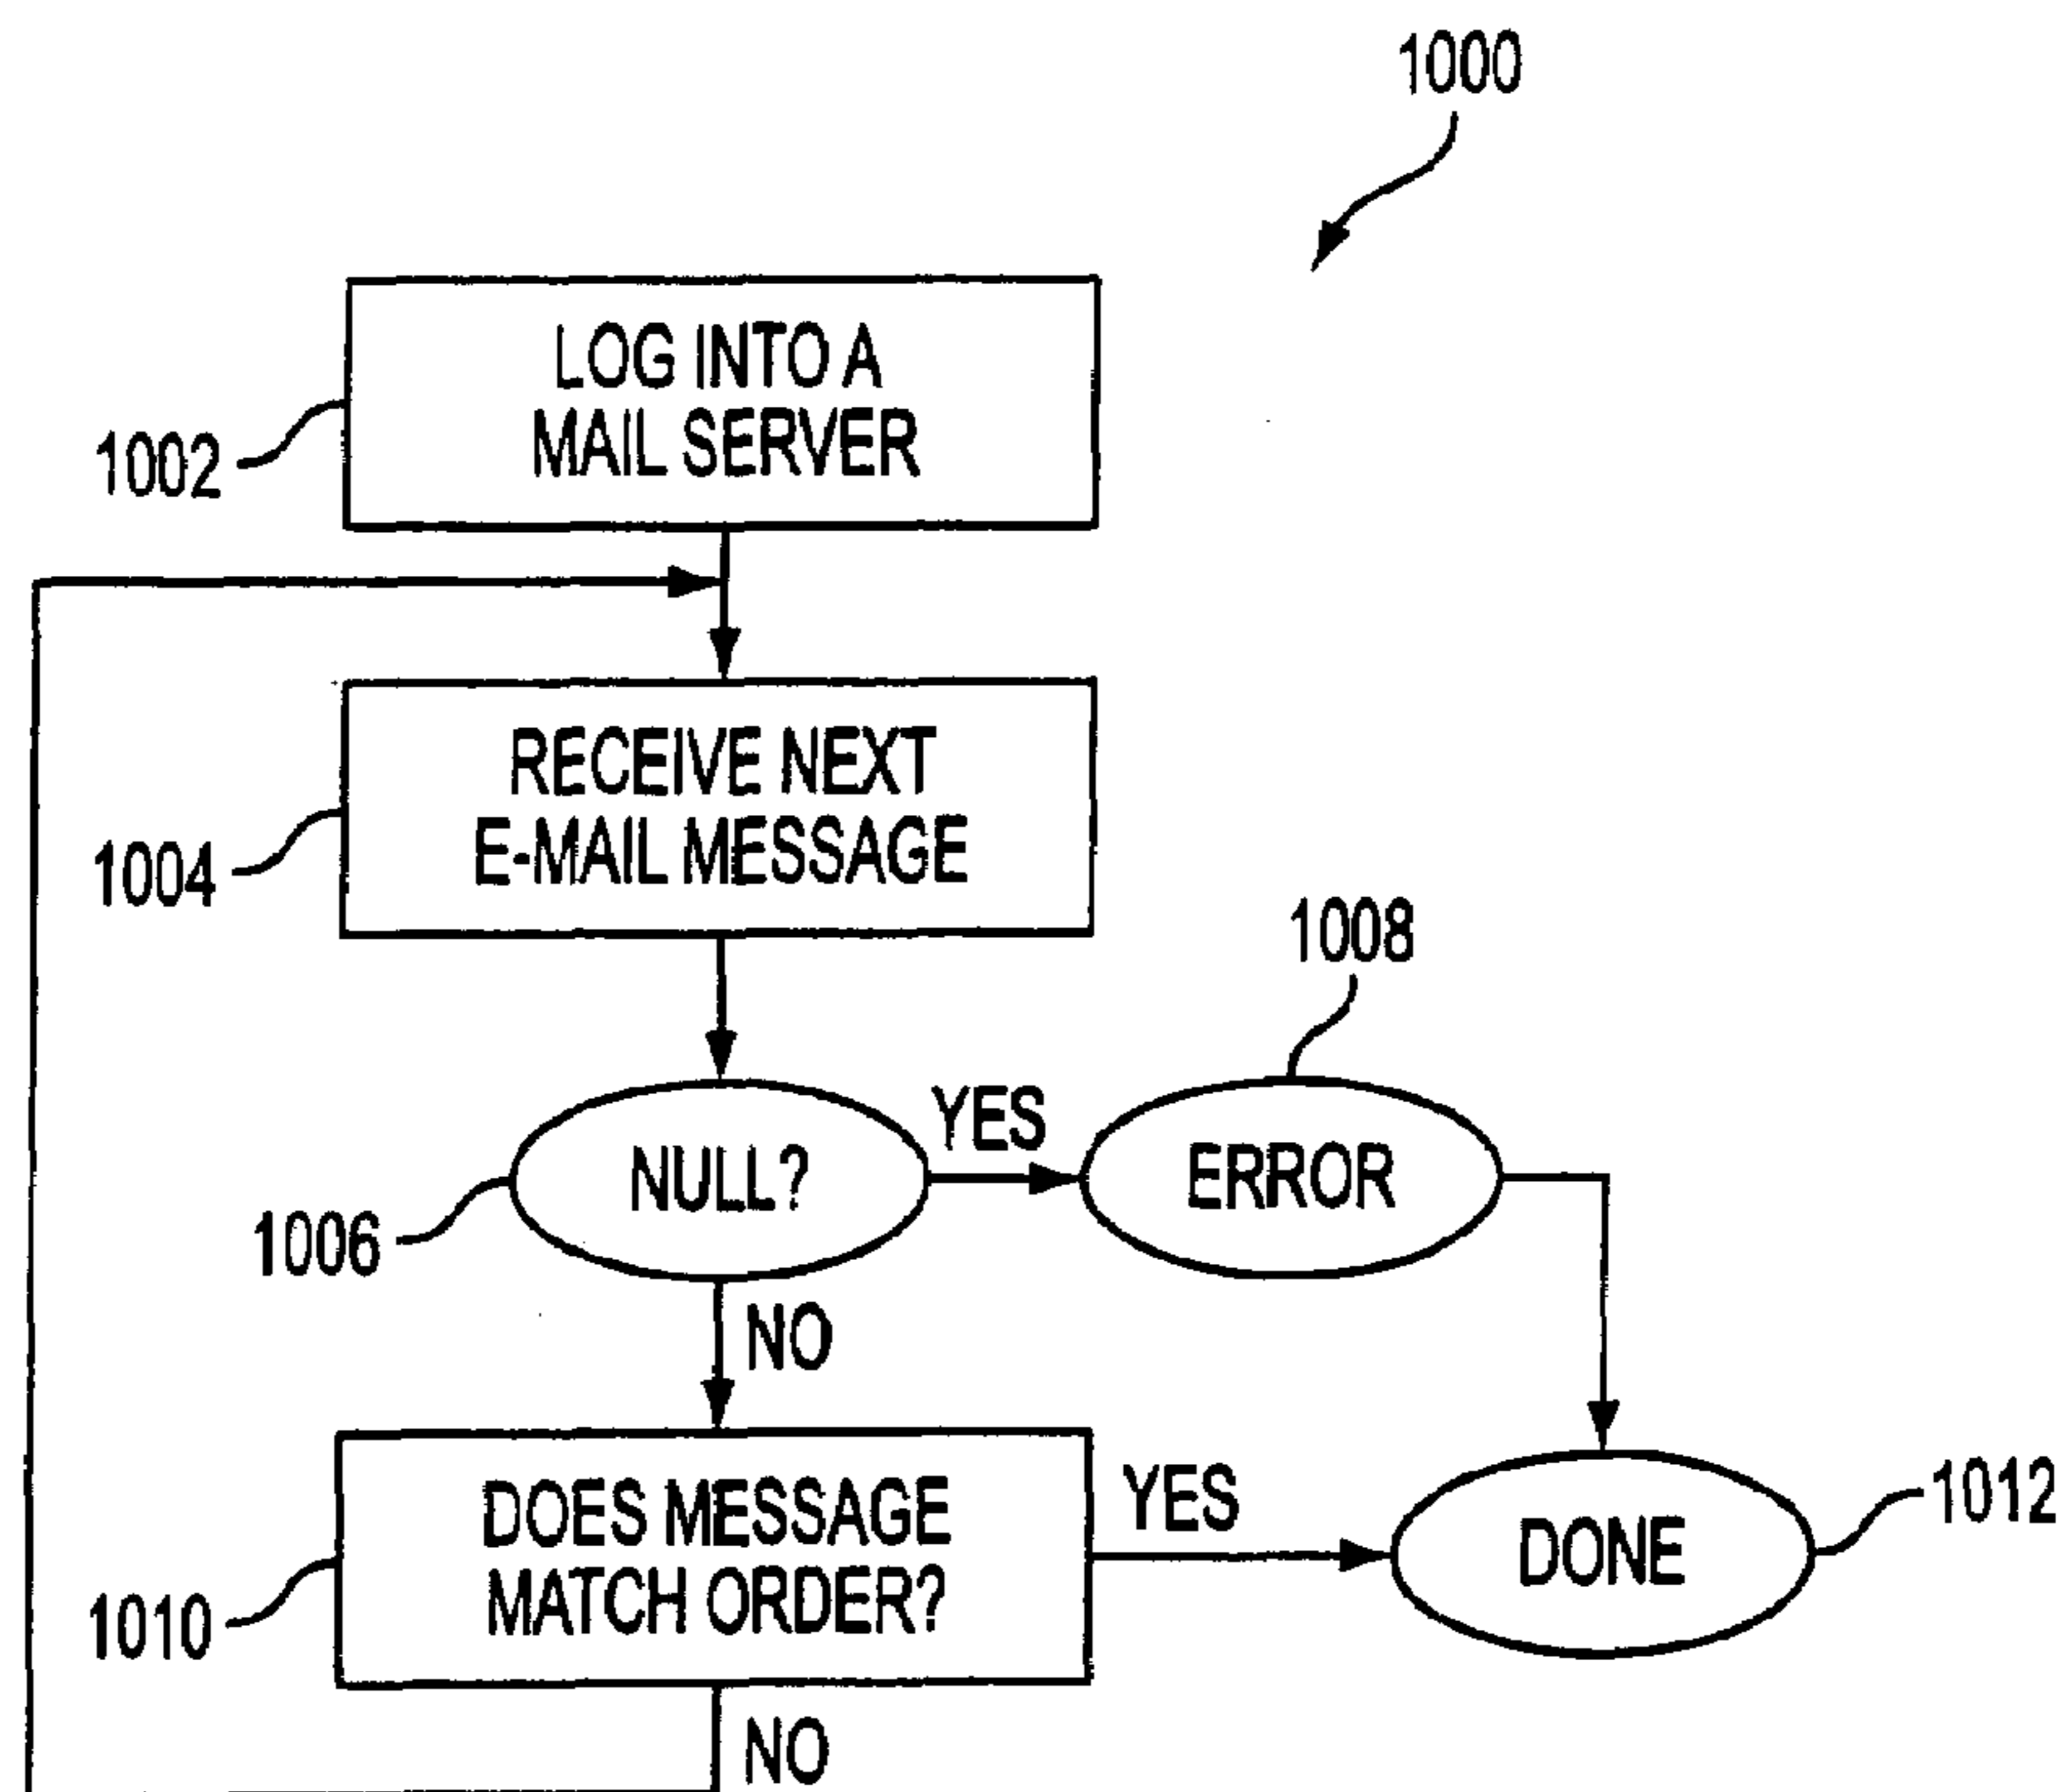 1000
LOG INTO A
MAIL SERVER
1002
RECEIVE NEXT
E-MAIL MESSAGE
1004
1008
NULL?
YES
ERROR
1006
NO
DOES MESSAGE
MATCH ORDER?
YES
DONE
1012
1010
NO